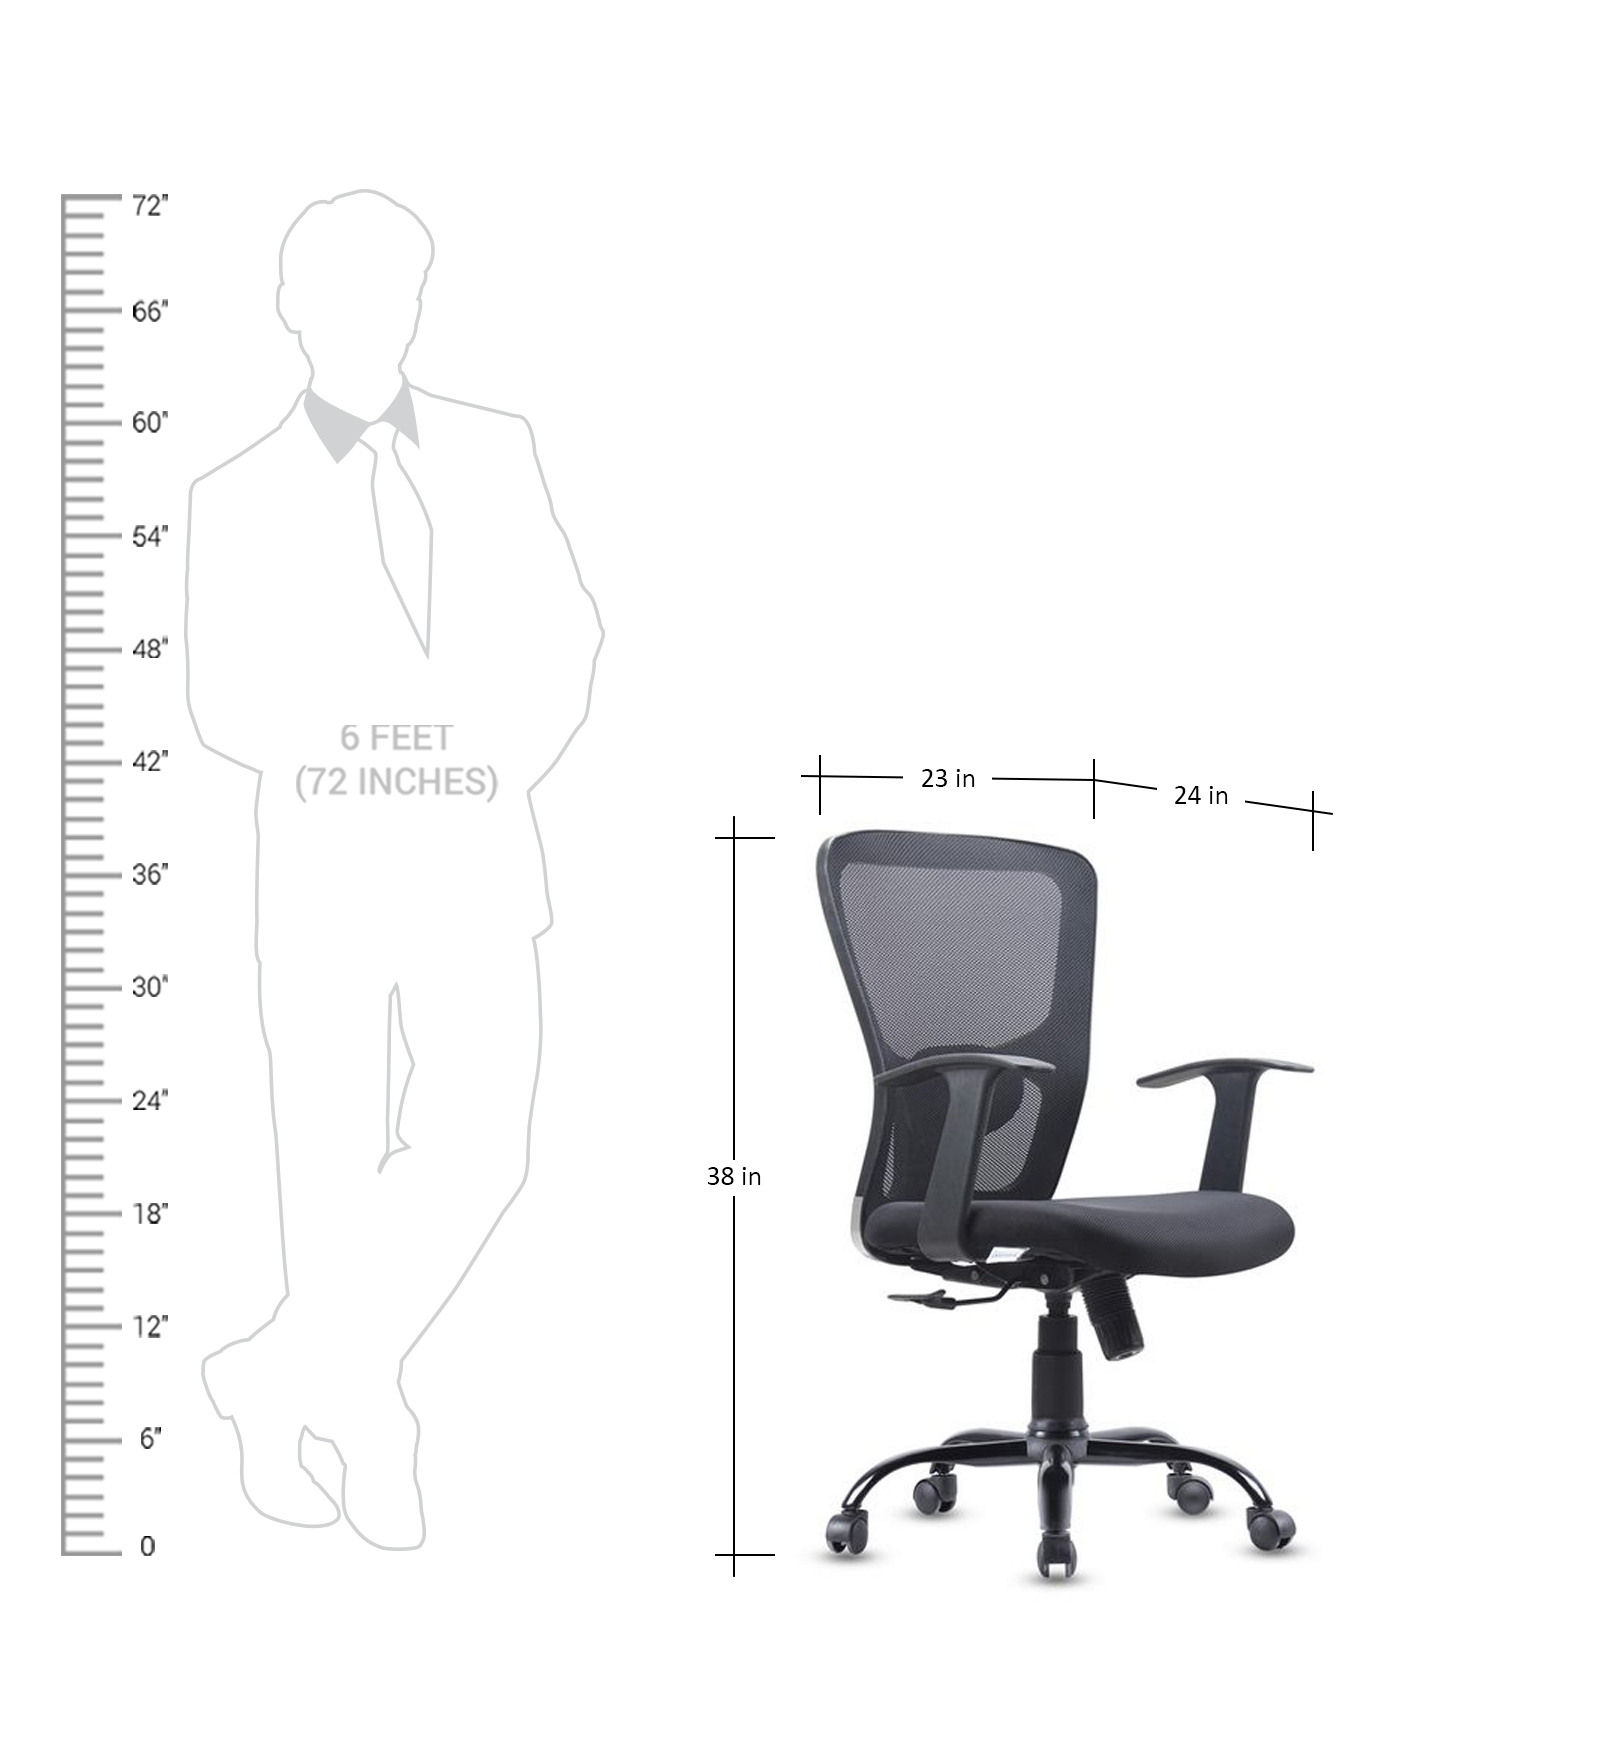 72"
66"
60"
54"
48"
6 FEET
(72 INCHES)
42"
23 in
24 in
36"
30"
24"
38 in
18"
12"
6"
0